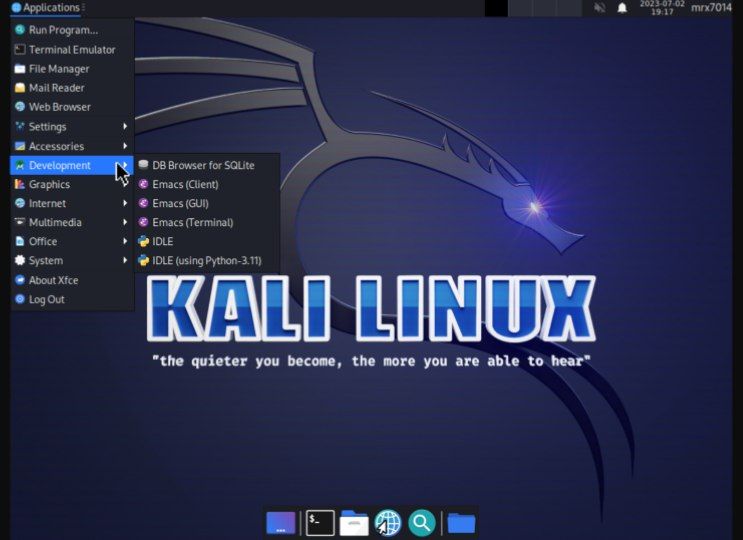 Applications
2023-07-02
19:17
mrx7014
Run Program...
Terminal Emulator
File Manager
Mail Reader
Web Browser
Settings
Accessories
Development
Graphics
Internet
Multimedia
Office
System
About Xfce
Log Out
DB Browser for SQLite
Emacs (Client)
Emacs (GUI)
Emacs (Terminal)
IDLE
IDLE (using Python-3.11)
KALI LINUX
"the quieter you become, the more you are able to hear"
$_